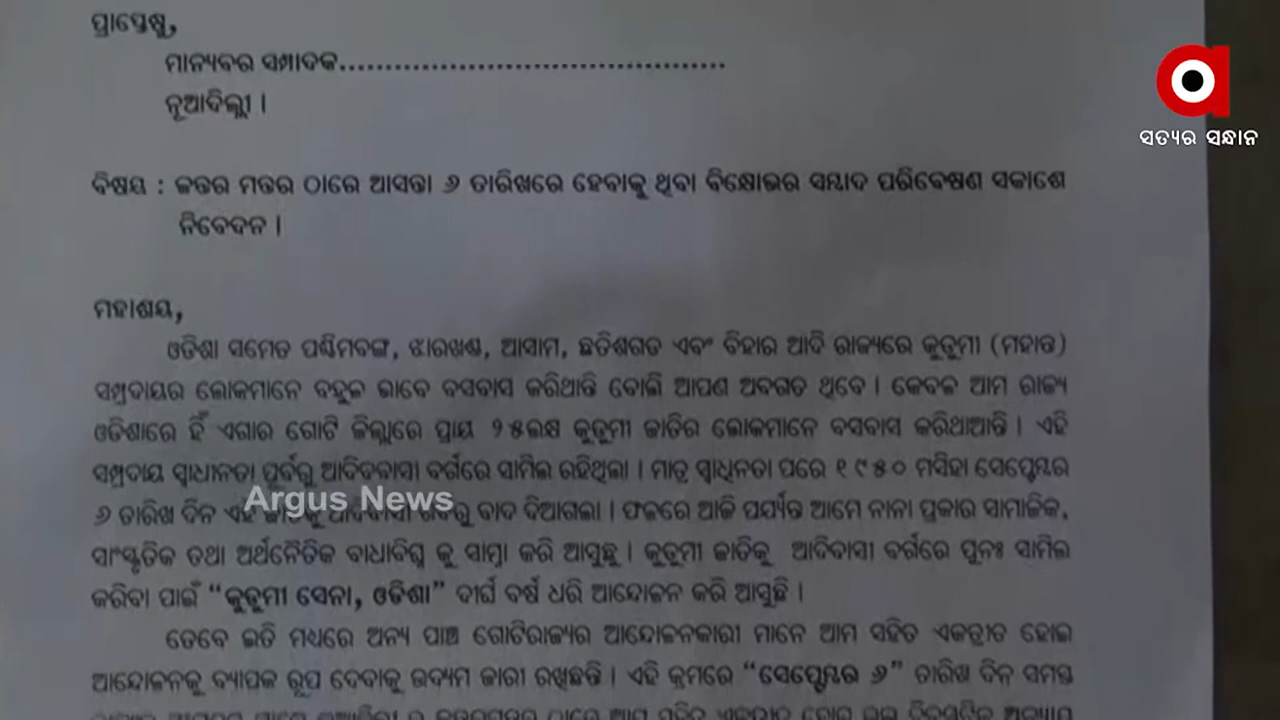 ପ୍ରାପ୍ତେଷୁ,
ମାନ୍ୟବର ସମ୍ପାଦକ..........................................
ନୂଆଦିଲ୍ଲୀ ।
ସତ୍ୟର ସନ୍ଧାନ
ବିଷୟ : ଜନ୍ତର ମନ୍ତର ଠାରେ ଆସନ୍ତା ୬ ତାରିଖରେ ହେବାକୁ ଥିବା ବିକ୍ଷୋଭର ସମ୍ବାଦ ପରିବେଷଣ ସକାଶେ
ନିବେଦନ ।
ମହାଶୟ,
ଓଡିଶା ସମେତ ପଶ୍ଚିମବଙ୍ଗ, ଝାରଖଣ୍ଡ, ଆସାମ, ଛତିଶଗଡ ଏବଂ ବିହାର ଆଦି ରାଜ୍ୟରେ କୁଡୁମୀ (ମହାନ୍ତ)
ସମ୍ପ୍ରଦାୟର ଲୋକମାନେ ବହୁଳ ଭାବେ ବସବାସ କରିଥାନ୍ତି ବୋଲି ଆପଣ ଅବଗତ ଥିବେ । କେବଳ ଆମ ରାଜ୍ୟ
ଓଡିଶାରେ ହିଁ ଏଗାର ଗୋଟି ଜିଲ୍ଲାରେ ପ୍ରାୟ ୨୫ଲକ୍ଷ କୁଡୁମୀ ଜାତିର ଲୋକମାନେ ବସବାସ କରିଥାଆନ୍ତି । ଏହି
ସମ୍ପ୍ରଦାୟ ସ୍ୱାଧୀନତା ପୂର୍ବରୁ ଆଦିବବାସୀ ବର୍ଗରେ ସାମିଲ ରହିଥିଲା । ମାତ୍ର ସ୍ୱାଧିନତା ପରେ ୧୯୫୦ ମସିହା ସେପ୍ଟେମ୍ବର
Argus News
୬ ତାରିଖ ଦିନ ଏହି ଜାତିକୁ ଆଦିବାସୀ ବର୍ଗରୁ ବାଦ ଦିଆଗଲା । ଫଳରେ ଆଜି ପର୍ଯ୍ୟନ୍ତ ଆମେ ନାନା ପ୍ରକାର ସାମାଜିକ,
ସାଂସ୍କୃତିକ ତଥା ଅର୍ଥନୈତିକ ବାଧାବିଘ୍ନ କୁ ସାମ୍ନା କରି ଆସୁଛୁ । କୁଡୁମୀ ଜାତିକୁ ଆଦିବାସୀ ବର୍ଗରେ ପୁନଃ ସାମିଲ
କରିବା ପାଇଁ “କୁଡୁମୀ ସେନା, ଓଡିଶା” ଦୀର୍ଘ ବର୍ଷ ଧରି ଆନ୍ଦୋଳନ କରି ଆସୁଛି ।
ତେବେ ଇତି ମଧ୍ୟରେ ଅନ୍ୟ ପାଞ୍ଚ ଗୋଟିରାଜ୍ୟର ଆନ୍ଦୋଳନକାରୀ ମାନେ ଆମ ସହିତ ଏକତ୍ରୀତ ହୋଇ
ଆନ୍ଦୋଳନକୁ ବ୍ୟାପକ ରୂପ ଦେବାକୁ ଉଦ୍ୟମ ଜାରୀ ରଖିଛନ୍ତି । ଏହି କ୍ରମରେ “ସେପ୍ଟେମ୍ବର ୬” ତାରିଖ ଦିନ ସମସ୍ତ